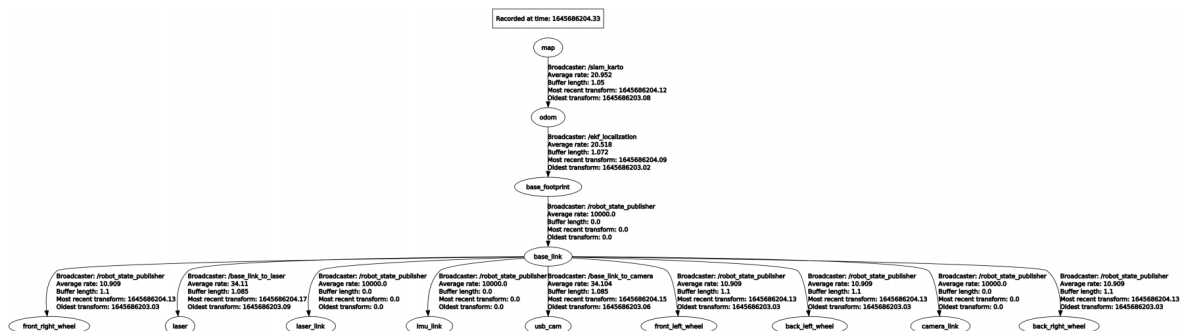 Recorded at time: 1645686204.33
map
Broadcaster: /slam_karto
Average rate: 20.952
Buffer length: 1.05
Most recent transform: 1645686204.12
Oldest transform: 1645686203.08
odom
Broadcaster: /ekf_localization
Average rate: 20.518
Buffer length: 1.072
Most recent transform: 1645686204.09
Oldest transform: 1645686203.02
base_footprint
Broadcaster: /robot_state_publisher
Average rate: 10000.0
Buffer length: 0.0
Most recent transform: 0.0
Oldest transform: 0.0
base_link
Broadcaster: /robot_state_publisher
Average rate: 10.909
Buffer length: 1.1
Most recent transform: 1645686204.13
Oldest transform: 1645686203.03
front_right_wheel
Broadcaster: /base_link_to_laser
Average rate: 34.11
Buffer length: 1.085
Most recent transform: 1645686204.17
Oldest transform: 1645686203.09
laser
Broadcaster: /robot_state_publisher
Average rate: 10000.0
Buffer length: 0.0
Most recent transform: 0.0
Oldest transform: 0.0
laser_link
Broadcaster: /robot_state_publisher
Average rate: 10000.0
Buffer length: 0.0
Most recent transform: 0.0
Oldest transform: 0.0
imu_link
Broadcaster: /base_link_to_camera
Average rate: 34.104
Buffer length: 1.085
Most recent transform: 1645686204.15
Oldest transform: 1645686203.06
usb_cam
Broadcaster: /robot_state_publisher
Average rate: 10.909
Buffer length: 1.1
Most recent transform: 1645686204.13
Oldest transform: 1645686203.03
front_left_wheel
Broadcaster: /robot_state_publisher
Average rate: 10.909
Buffer length: 1.1
Most recent transform: 1645686204.13
Oldest transform: 1645686203.03
back_left_wheel
Broadcaster: /robot_state_publisher
Average rate: 10000.0
Buffer length: 0.0
Most recent transform: 0.0
Oldest transform: 0.0
camera_link
Broadcaster: /robot_state_publisher
Average rate: 10.909
Buffer length: 1.1
Most recent transform: 1645686204.13
Oldest transform: 1645686203.03
back_right_wheel